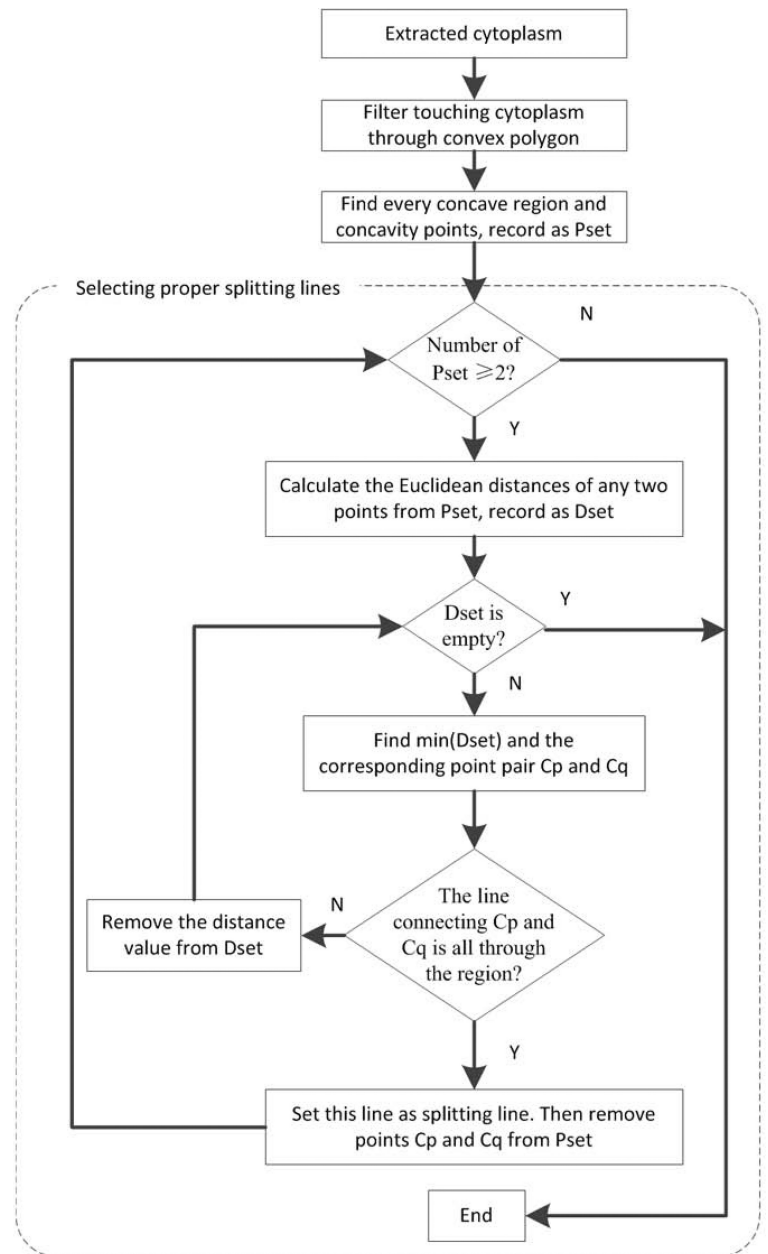 Extracted cytoplasm
Filter touching cytoplasm
through convex polygon
Find every concave region and
concavity points, record as Pset
Selecting proper splitting lines
N
Number of
Pset ⩾2?
Y
Calculate the Euclidean distances of any two
points from Pset, record as Dset
Dset is
empty?
Y
N
Find min(Dset) and the
corresponding point pair Cp and Cq
The line
connecting Cp and
Cq is all through
the region?
N
Remove the distance
value from Dset
Y
Set this line as splitting line. Then remove
points Cp and Cq from Pset
End